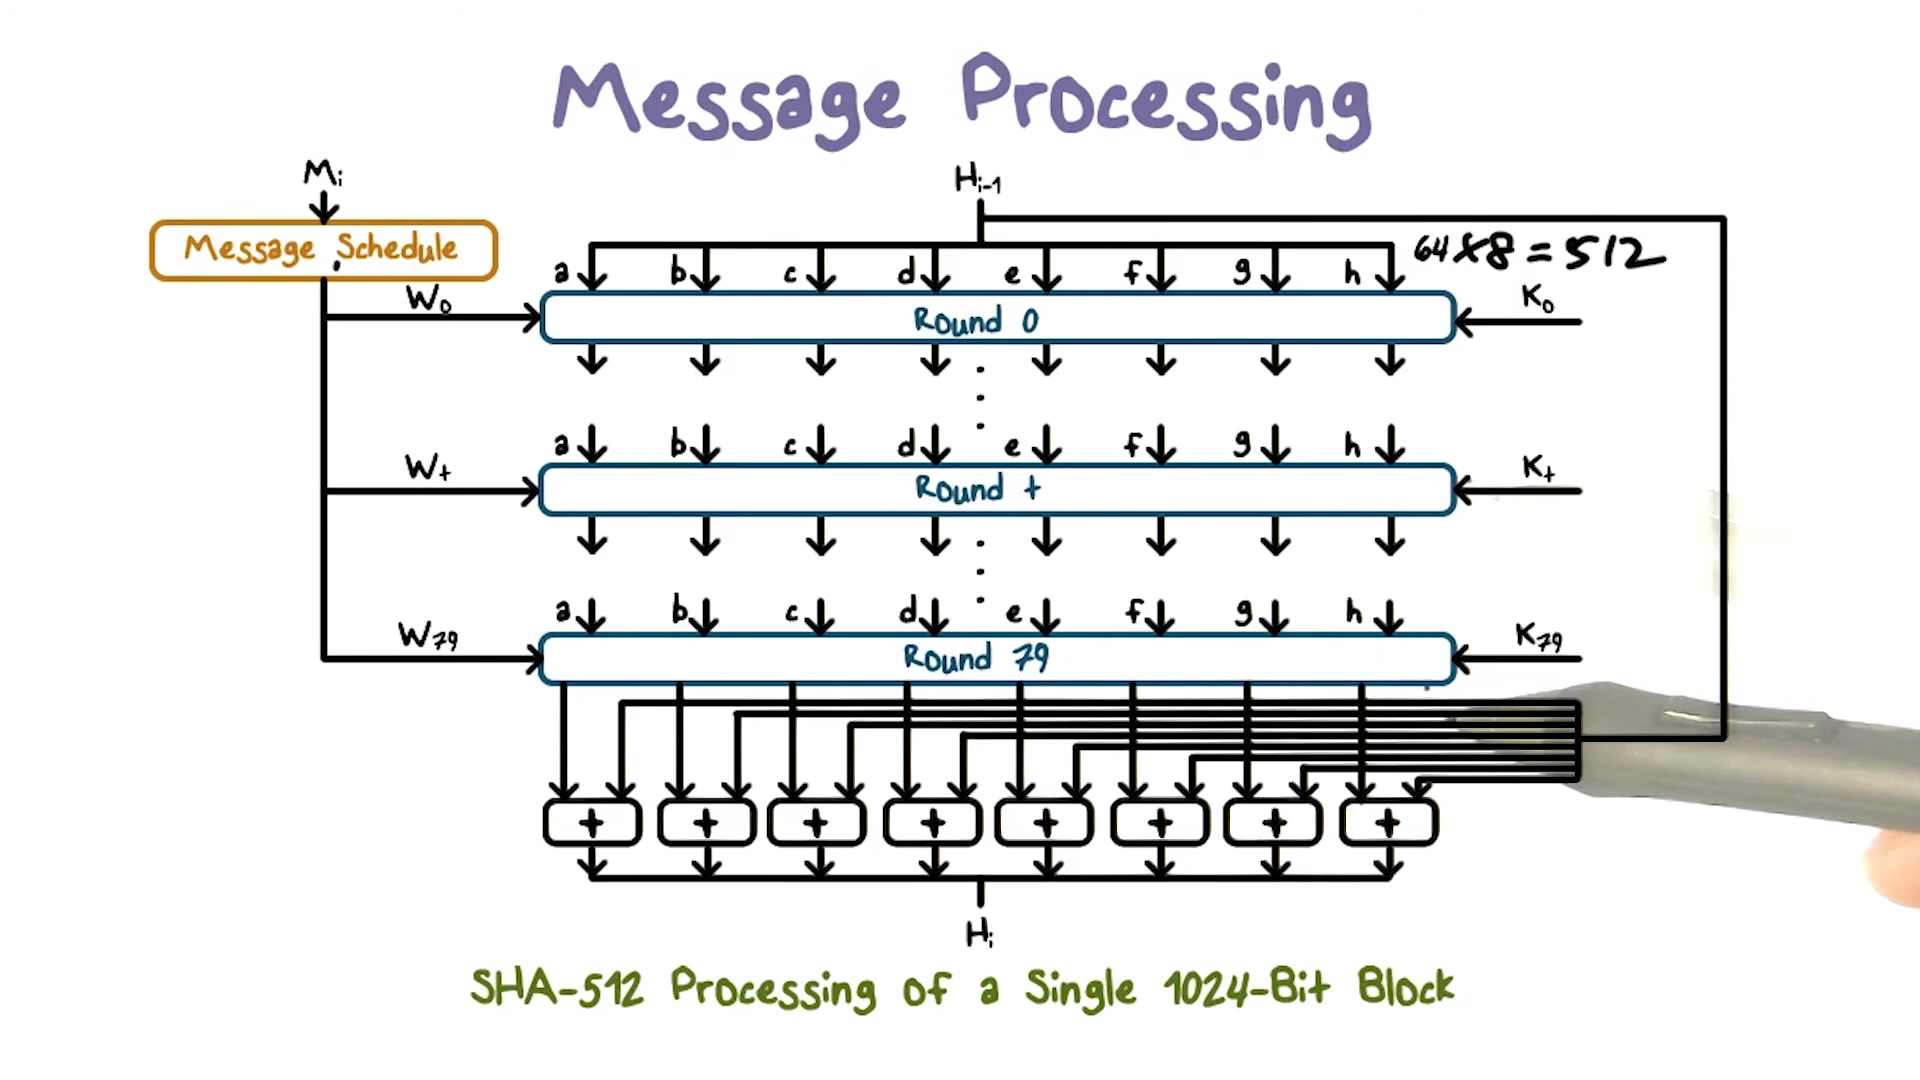 Message Processing
Mi
Hi-1
Message Schedule
64x8=512
a b c d e f g h
W0
Round 0
K0
a b c d e f g h
Wt
Round t
Kt
a b c d e f g h
W79
Round 79
K79
+ + + + + + + +
Hi
SHA-512 Processing of a Single 1024-Bit Block